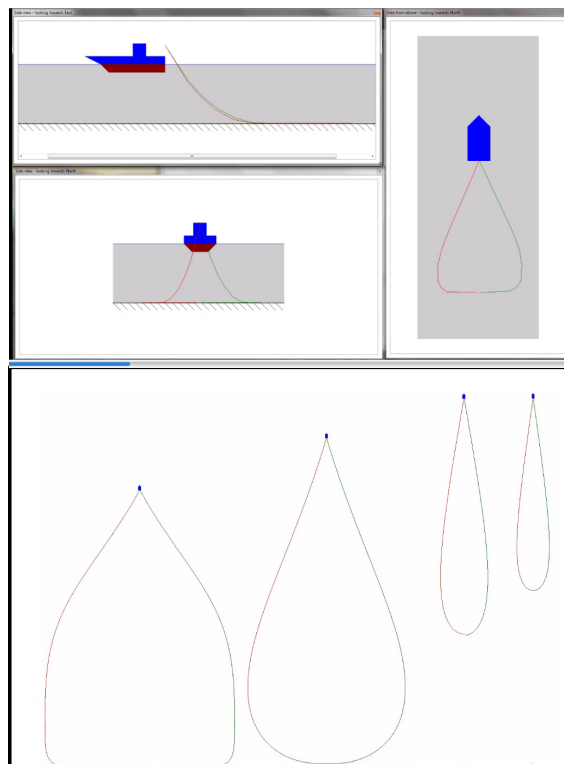 Side view - looking towards East
View from above - looking towards North
Side view - looking towards North